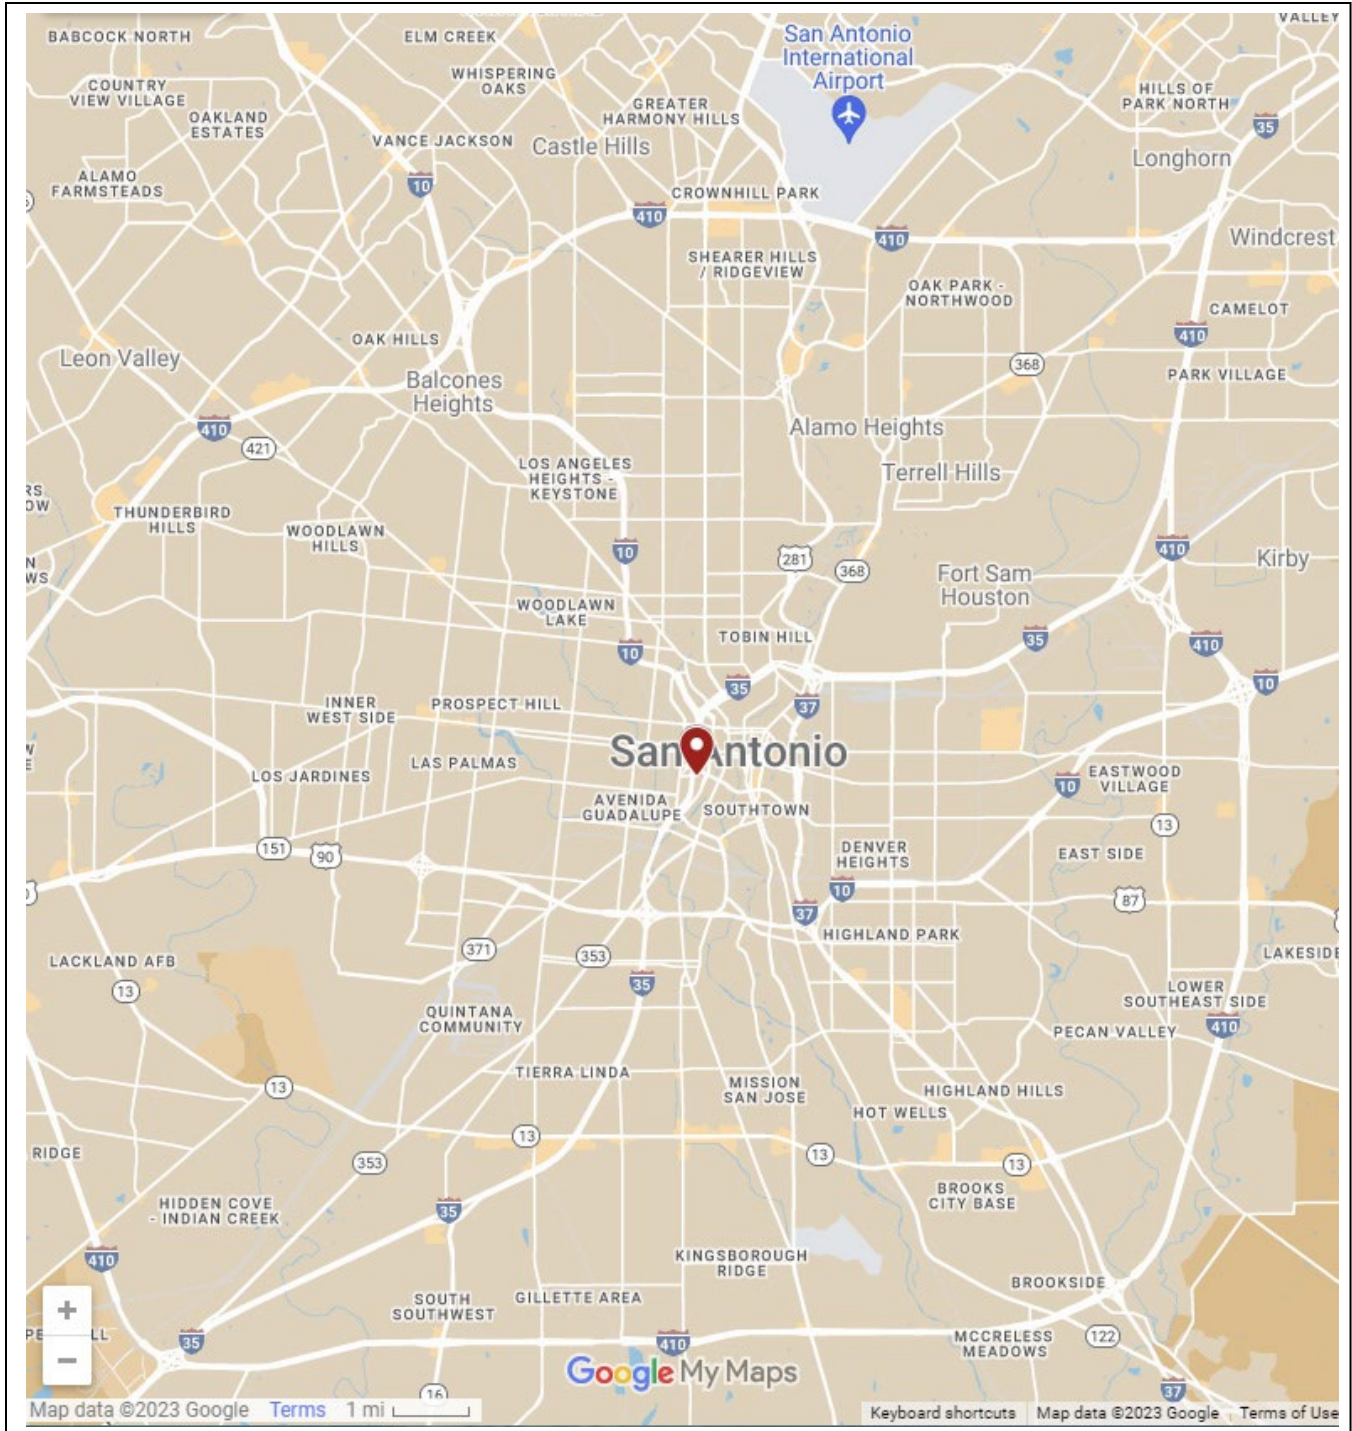 BABCOCK NORTH
ELM CREEK
San Antonio
International
Airport
VALLEY
COUNTRY
VIEW VILLAGE
WHISPERING
OAKS
HILLS OF
PARK NORTH
OAKLAND
ESTATES
GREATER
HARMONY HILLS
35
VANCE JACKSON
Castle Hills
Longhorn
ALAMO
FARMSTEADS
10
CROWNHILL PARK
410
410
Windcrest
SHEARER HILLS
/ RIDGEVIEW
OAK PARK -
NORTHWOOD
CAMELOT
410
OAK HILLS
Leon Valley
368
PARK VILLAGE
Balcones
Heights
410
Alamo Heights
421
LOS ANGELES
HEIGHTS -
KEYSTONE
Terrell Hills
THUNDERBIRD
HILLS
WOODLAWN
HILLS
10
281
368
410
Kirby
Fort Sam
Houston
WOODLAWN
LAKE
TOBIN HILL
35
410
10
10
35
37
INNER
WEST SIDE
PROSPECT HILL
San Antonio
LOS JARDINES
LAS PALMAS
10
EASTWOOD
VILLAGE
AVENIDA
GUADALUPE
SOUTHTOWN
13
151
90
DENVER
HEIGHTS
EAST SIDE
10
87
37
HIGHLAND PARK
371
353
LAKESIDE
LACKLAND AFB
13
35
LOWER
SOUTHEAST SIDE
410
QUINTANA
COMMUNITY
PECAN VALLEY
TIERRA LINDA
MISSION
SAN JOSE
HIGHLAND HILLS
13
HOT WELLS
13
RIDGE
353
13
13
BROOKS
CITY BASE
HIDDEN COVE
- INDIAN CREEK
35
410
KINGSBOROUGH
RIDGE
BROOKSIDE
SOUTH
SOUTHWEST
GILLETTE AREA
35
410
MCCRELESS
MEADOWS
122
Google My Maps
37
16
Map data ©2023 Google Terms 1 mi
Keyboard shortcuts Map data ©2023 Google Terms of Use